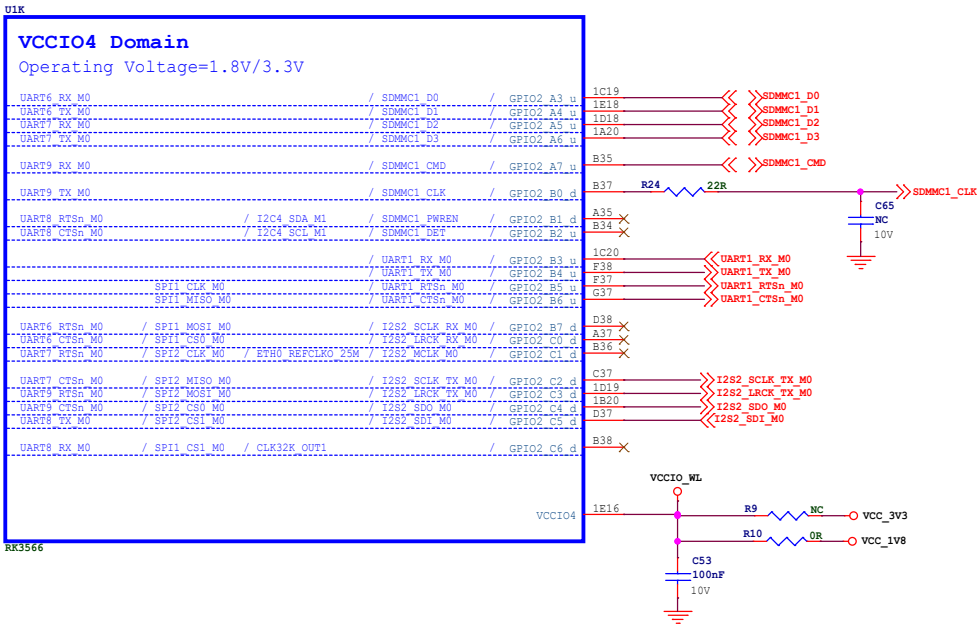 U1K
VCCIO4 Domain
Operating Voltage=1.8V/3.3V
UART6_RX_M0 / SDMMC1_D0 / GPIO2_A3_u 1C19 SDMMC1_D0
UART6_TX_M0 / SDMMC1_D1 / GPIO2_A4_u 1E18 SDMMC1_D1
UART7_RX_M0 / SDMMC1_D2 / GPIO2_A5_u 1D18 SDMMC1_D2
UART7_TX_M0 / SDMMC1_D3 / GPIO2_A6_u 1A20 SDMMC1_D3
UART9_RX_M0 / SDMMC1_CMD / GPIO2_A7_u B35 SDMMC1_CMD
UART9_TX_M0 / SDMMC1_CLK / GPIO2_B0_d B37 R24 22R SDMMC1_CLK
C65
NC
10V
UART8_RTSn_M0 / I2C4_SDA_M1 / SDMMC1_PWREN / GPIO2_B1_d A35
UART8_CTSn_M0 / I2C4_SCL_M1 / SDMMC1_DET / GPIO2_B2_u B34
/ UART1_RX_M0 / GPIO2_B3_u 1C20 UART1_RX_M0
/ UART1_TX_M0 / GPIO2_B4_u F38 UART1_TX_M0
SPI1_CLK_M0 / UART1_RTSn_M0 / GPIO2_B5_u F37 UART1_RTSn_M0
SPI1_MISO_M0 / UART1_CTSn_M0 / GPIO2_B6_u G37 UART1_CTSn_M0
UART6_RTSn_M0 / SPI1_MOSI_M0 / I2S2_SCLK_RX_M0 / GPIO2_B7_d D38
UART6_CTSn_M0 / SPI1_CS0_M0 / I2S2_LRCK_RX_M0 / GPIO2_C0_d A37
UART7_RTSn_M0 / SPI2_CLK_M0 / ETH0_REFCLKO_25M / I2S2_MCLK_M0 / GPIO2_C1_d B36
UART7_CTSn_M0 / SPI2_MISO_M0 / I2S2_SCLK_TX_M0 / GPIO2_C2_d C37 I2S2_SCLK_TX_M0
UART9_RTSn_M0 / SPI2_MOSI_M0 / I2S2_LRCK_TX_M0 / GPIO2_C3_d 1D19 I2S2_LRCK_TX_M0
UART9_CTSn_M0 / SPI2_CS0_M0 / I2S2_SDO_M0 / GPIO2_C4_d 1B20 I2S2_SDO_M0
UART8_TX_M0 / SPI2_CS1_M0 / I2S2_SDI_M0 / GPIO2_C5_d D37 I2S2_SDI_M0
UART8_RX_M0 / SPI1_CS1_M0 / CLK32K_OUT1 / GPIO2_C6_d B38
VCCIO_WL
VCCIO4 1E16 R9 NC VCC_3V3
R10 0R VCC_1V8
RK3566
C53
100nF
10V